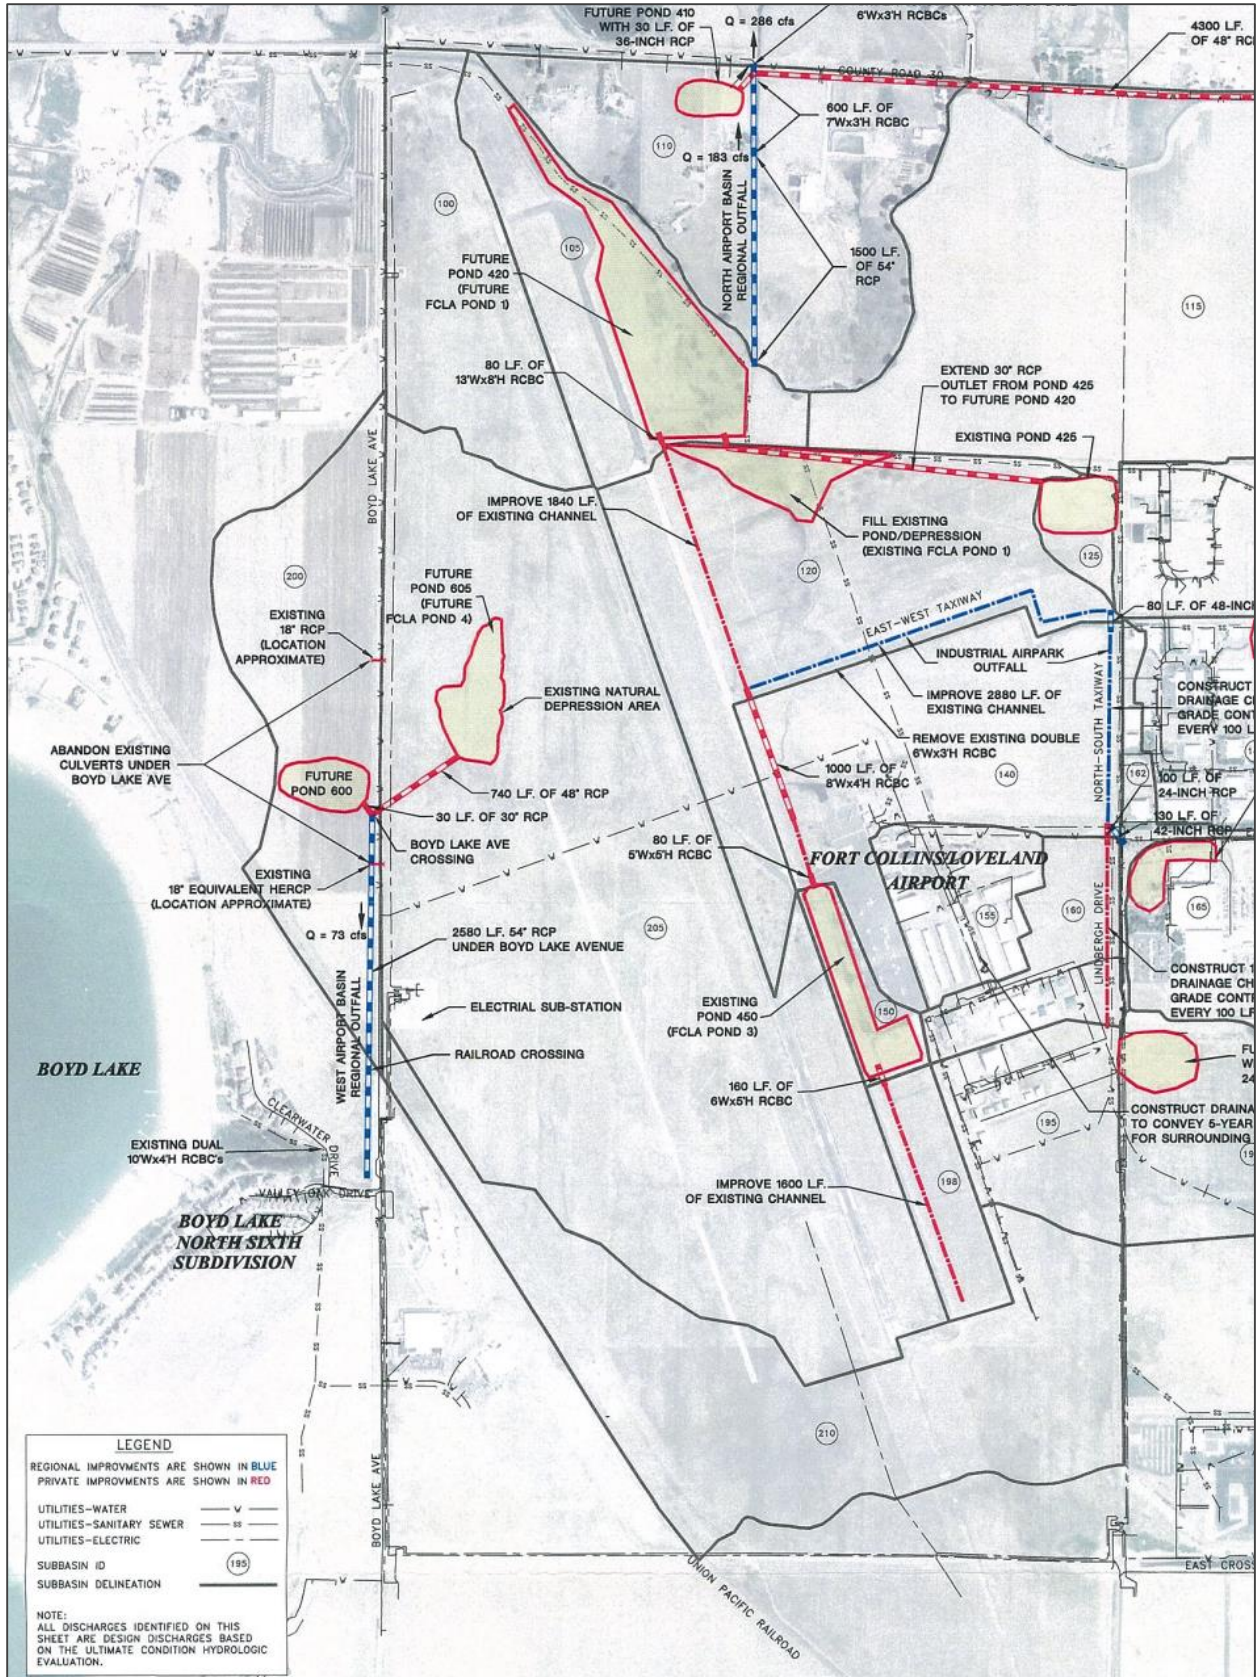 FUTURE POND 410
WITH 30 L.F. OF
36-INCH RCP
Q = 286 cfs
6'Wx3'H RCBCs
4300 L.F.
COUNTY ROAD 30
600 L.F. OF
7'Wx3'H RCBC
110
Q = 183 cfs
NORTH AIRPORT BASIN
REGIONAL OUTFALL
100
105
FUTURE
POND 420
(FUTURE
FCLA POND 1)
1500 L.F.
OF 54"
RCP
115
80 L.F. OF
13'Wx8'H RCBC
EXTEND 30" RCP
OUTLET FROM POND 425
TO FUTURE POND 420
EXISTING POND 425
BOYD LAKE AVE
IMPROVE 1840 L.F.
OF EXISTING CHANNEL
FILL EXISTING
POND/DEPRESSION
(EXISTING FCLA POND 1)
125
120
200
FUTURE
POND 605
(FUTURE
FCLA POND 4)
EXISTING
18" RCP
(LOCATION
APPROXIMATE)
EAST-WEST TAXIWAY
80 L.F. OF 48-INCH
INDUSTRIAL AIRPARK
OUTFALL
EXISTING NATURAL
DEPRESSION AREA
IMPROVE 2880 L.F. OF
EXISTING CHANNEL
CONSTRUCT
GRADE CONT
EVERY 100 L
NORTH-SOUTH TAXIWAY
ABANDON EXISTING
CULVERTS UNDER
BOYD LAKE AVE
REMOVE EXISTING DOUBLE
6'Wx3'H RCBC
FUTURE
POND 600
1000 L.F. OF
8'Wx4'H RCBC
140
162
100 L.F. OF
24-INCH RCP
740 L.F. OF 48" RCP
30 L.F. OF 30" RCP
130 L.F. OF
42-INCH RCP
BOYD LAKE AVE
CROSSING
80 L.F. OF
5'Wx5'H RCBC
FORT COLLINS/LOVELAND
AIRPORT
EXISTING
18" EQUIVALENT HERCP
(LOCATION APPROXIMATE)
155
160
165
Q = 73 cfs
2580 L.F. 54" RCP
UNDER BOYD LAKE AVENUE
205
LINDBERGH DRIVE
CONSTRUCT 1
DRAINAGE CH
GRADE CONT
EVERY 100 LF
WEST AIRPORT BASIN
REGIONAL OUTFALL
ELECTRIAL SUB-STATION
EXISTING
POND 450
(FCLA POND 3)
150
RAILROAD CROSSING
BOYD LAKE
160 L.F. OF
6'Wx5'H RCBC
CLEARWATER
DRIVE
CONSTRUCT DRAINA
TO CONVEY 5-YEAR
FOR SURROUNDING
195
EXISTING DUAL
10'Wx4'H RCBC's
VALLEY OAK DRIVE
IMPROVE 1600 L.F.
OF EXISTING CHANNEL
198
BOYD LAKE
NORTH SIXTH
SUBDIVISION
210
BOYD LAKE AVE
UNION PACIFIC RAILROAD
EAST CROS
LEGEND
REGIONAL IMPROVMENTS ARE SHOWN IN BLUE
PRIVATE IMPROVMENTS ARE SHOWN IN RED
UTILITIES-WATER
UTILITIES-SANITARY SEWER
UTILITIES-ELECTRIC
SUBBASIN ID 195
SUBBASIN DELINEATION
NOTE:
ALL DISCHARGES IDENTIFIED ON THIS
SHEET ARE DESIGN DISCHARGES BASED
ON THE ULTIMATE CONDITION HYDROLOGIC
EVALUATION.